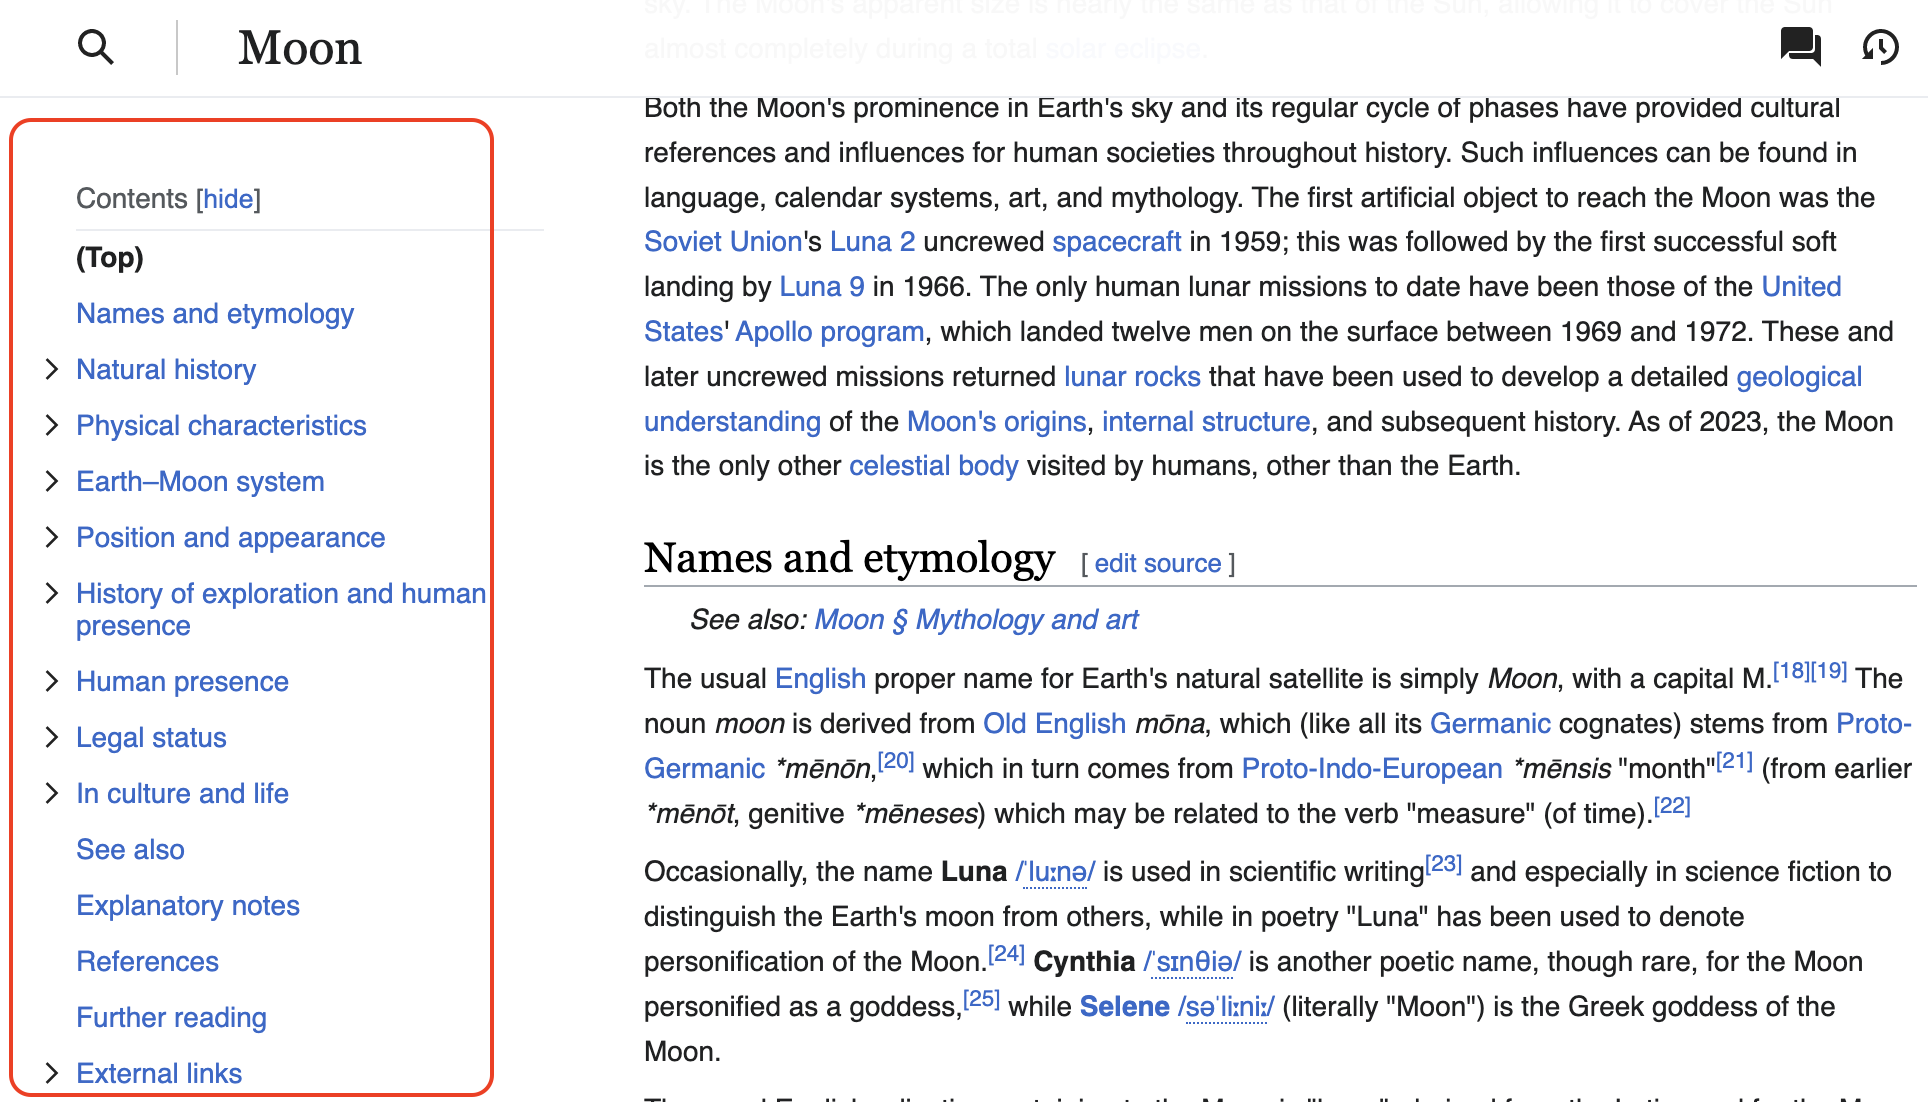 Moon
sky. The Moon's apparent size is nearly the same as that of the Sun, allowing it to cover the Sun
almost completely during a total solar eclipse.
Contents [hide]
(Top)
Names and etymology
Natural history
Physical characteristics
Earth–Moon system
Position and appearance
History of exploration and human
presence
Human presence
Legal status
In culture and life
See also
Explanatory notes
References
Further reading
External links
Both the Moon's prominence in Earth's sky and its regular cycle of phases have provided cultural
references and influences for human societies throughout history. Such influences can be found in
language, calendar systems, art, and mythology. The first artificial object to reach the Moon was the
Soviet Union's Luna 2 uncrewed spacecraft in 1959; this was followed by the first successful soft
landing by Luna 9 in 1966. The only human lunar missions to date have been those of the United
States' Apollo program, which landed twelve men on the surface between 1969 and 1972. These and
later uncrewed missions returned lunar rocks that have been used to develop a detailed geological
understanding of the Moon's origins, internal structure, and subsequent history. As of 2023, the Moon
is the only other celestial body visited by humans, other than the Earth.
Names and etymology [ edit source ]
See also: Moon § Mythology and art
The usual English proper name for Earth's natural satellite is simply Moon, with a capital M.[18][19] The
noun moon is derived from Old English mōna, which (like all its Germanic cognates) stems from Proto-
Germanic *mēnōn,[20] which in turn comes from Proto-Indo-European *mēnsis "month"[21] (from earlier
*mēnōt, genitive *mēneses) which may be related to the verb "measure" (of time).[22]
Occasionally, the name Luna /ˈluːnə/ is used in scientific writing[23] and especially in science fiction to
distinguish the Earth's moon from others, while in poetry "Luna" has been used to denote
personification of the Moon.[24] Cynthia /ˈsɪnθiə/ is another poetic name, though rare, for the Moon
personified as a goddess,[25] while Selene /səˈliːniː/ (literally "Moon") is the Greek goddess of the
Moon.